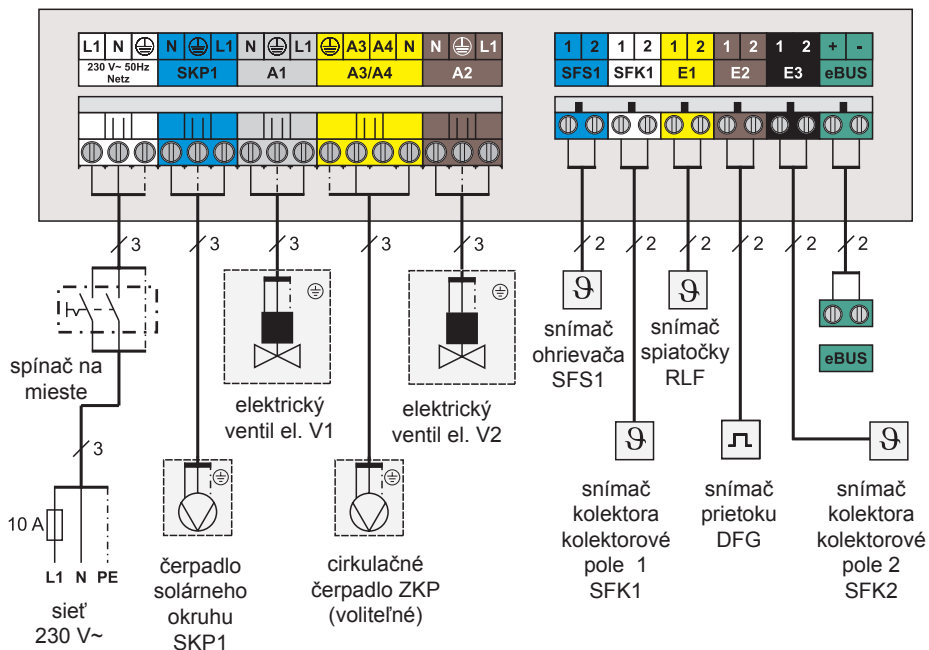 L1 N N L1 N L1 A3 A4 N N L1
230 V~ 50Hz
Netz
SKP1 A1 A3/A4 A2
1 2 1 2 1 2 1 2 1 2 + -
SFS1 SFK1 E1 E2 E3 eBUS
3 3 3 3 3 2 2 2 2 2 2
spínač na
mieste
elektrický
ventil el. V1
elektrický
ventil el. V2
ϑ
snímač
ohrievača
SFS1
ϑ
snímač
spiatočky
RLF
eBUS
3
10 A
L1 N PE
sieť
230 V~
čerpadlo
solárneho
okruhu
SKP1
cirkulačné
čerpadlo ZKP
(voliteľné)
ϑ
snímač
kolektora
kolektorové
pole 1
SFK1
snímač
prietoku
DFG
ϑ
snímač
kolektora
kolektorové
pole 2
SFK2